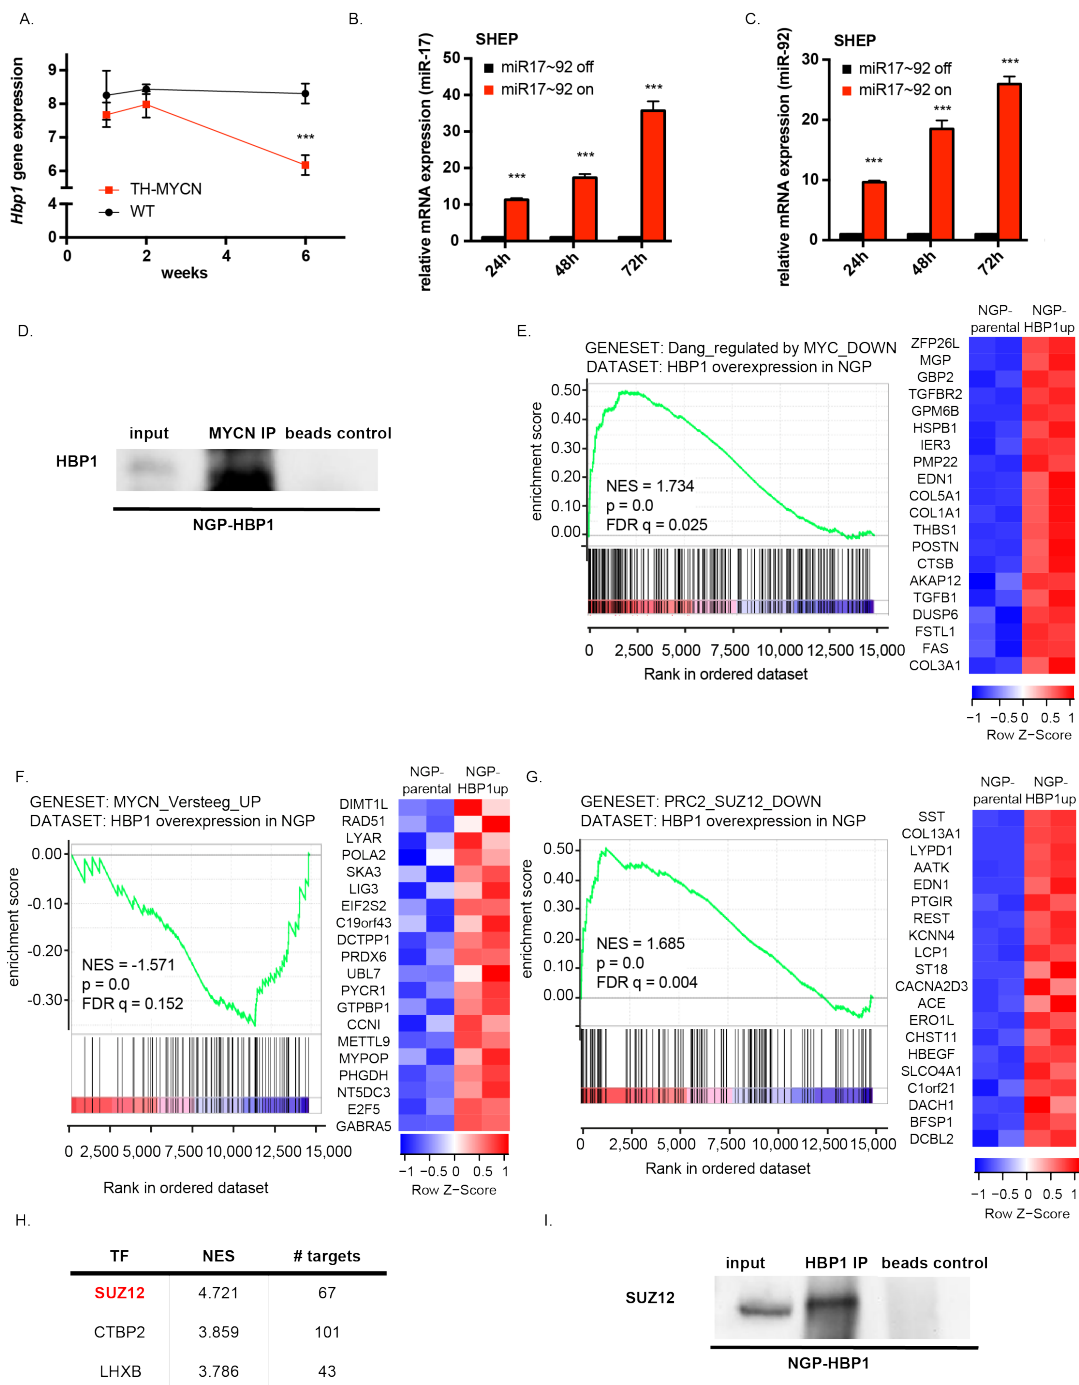 A.
Hbp1 gene expression
9
8
7
6
4
0
TH-MYCN
WT
***
0 2 4 6
weeks
B.
relative mRNA expression (miR-17)
SHEP
miR17~92 off
miR17~92 on
50
40
30
20
10
0
***
***
***
24h 48h 72h
C.
relative mRNA expression (miR-92)
SHEP
miR17~92 off
miR17~92 on
30
20
10
0
***
***
***
24h 48h 72h
D.
input MYCN IP beads control
HBP1
NGP-HBP1
E.
GENESET: Dang_regulated by MYC_DOWN
DATASET: HBP1 overexpression in NGP
enrichment score
0.50
0.40
0.30
0.20
0.10
0.00
NES = 1.734
p = 0.0
FDR q = 0.025
0 2,500 5,000 7,500 10,000 12,500 15,000
Rank in ordered dataset
NGP-parental
NGP-HBP1up
ZFP26L
MGP
GBP2
TGFBR2
GPM6B
HSPB1
IER3
PMP22
EDN1
COL5A1
COL1A1
THBS1
POSTN
CTSB
AKAP12
TGFB1
DUSP6
FSTL1
FAS
COL3A1
−1 −0.5 0 0.5 1
Row Z−Score
F.
GENESET: MYCN_Versteeg_UP
DATASET: HBP1 overexpression in NGP
enrichment score
0.00
-0.10
-0.20
-0.30
NES = -1.571
p = 0.0
FDR q = 0.152
0 2,500 5,000 7,500 10,000 12,500 15,000
Rank in ordered dataset
NGP-parental
NGP-HBP1up
DIMT1L
RAD51
LYAR
POLA2
SKA3
LIG3
EIF2S2
C19orf43
DCTPP1
PRDX6
UBL7
PYCR1
GTPBP1
CCNI
METTL9
MYPOP
PHGDH
NT5DC3
E2F5
GABRA5
−1 −0.5 0 0.5 1
Row Z−Score
G.
GENESET: PRC2_SUZ12_DOWN
DATASET: HBP1 overexpression in NGP
enrichment score
0.50
0.40
0.30
0.20
0.10
0.00
NES = 1.685
p = 0.0
FDR q = 0.004
0 2,500 5,000 7,500 10,000 12,500 15,000
Rank in ordered dataset
NGP-parental
NGP-HBP1up
SST
COL13A1
LYPD1
AATK
EDN1
PTGIR
REST
KCNN4
LCP1
ST18
CACNA2D3
ACE
ERO1L
CHST11
HBEGF
SLCO4A1
C1orf21
DACH1
BFSP1
DCBL2
−1 −0.5 0 0.5 1
Row Z−Score
H.
TF NES # targets
SUZ12 4.721 67
CTBP2 3.859 101
LHXB 3.786 43
I.
input HBP1 IP beads control
SUZ12
NGP-HBP1